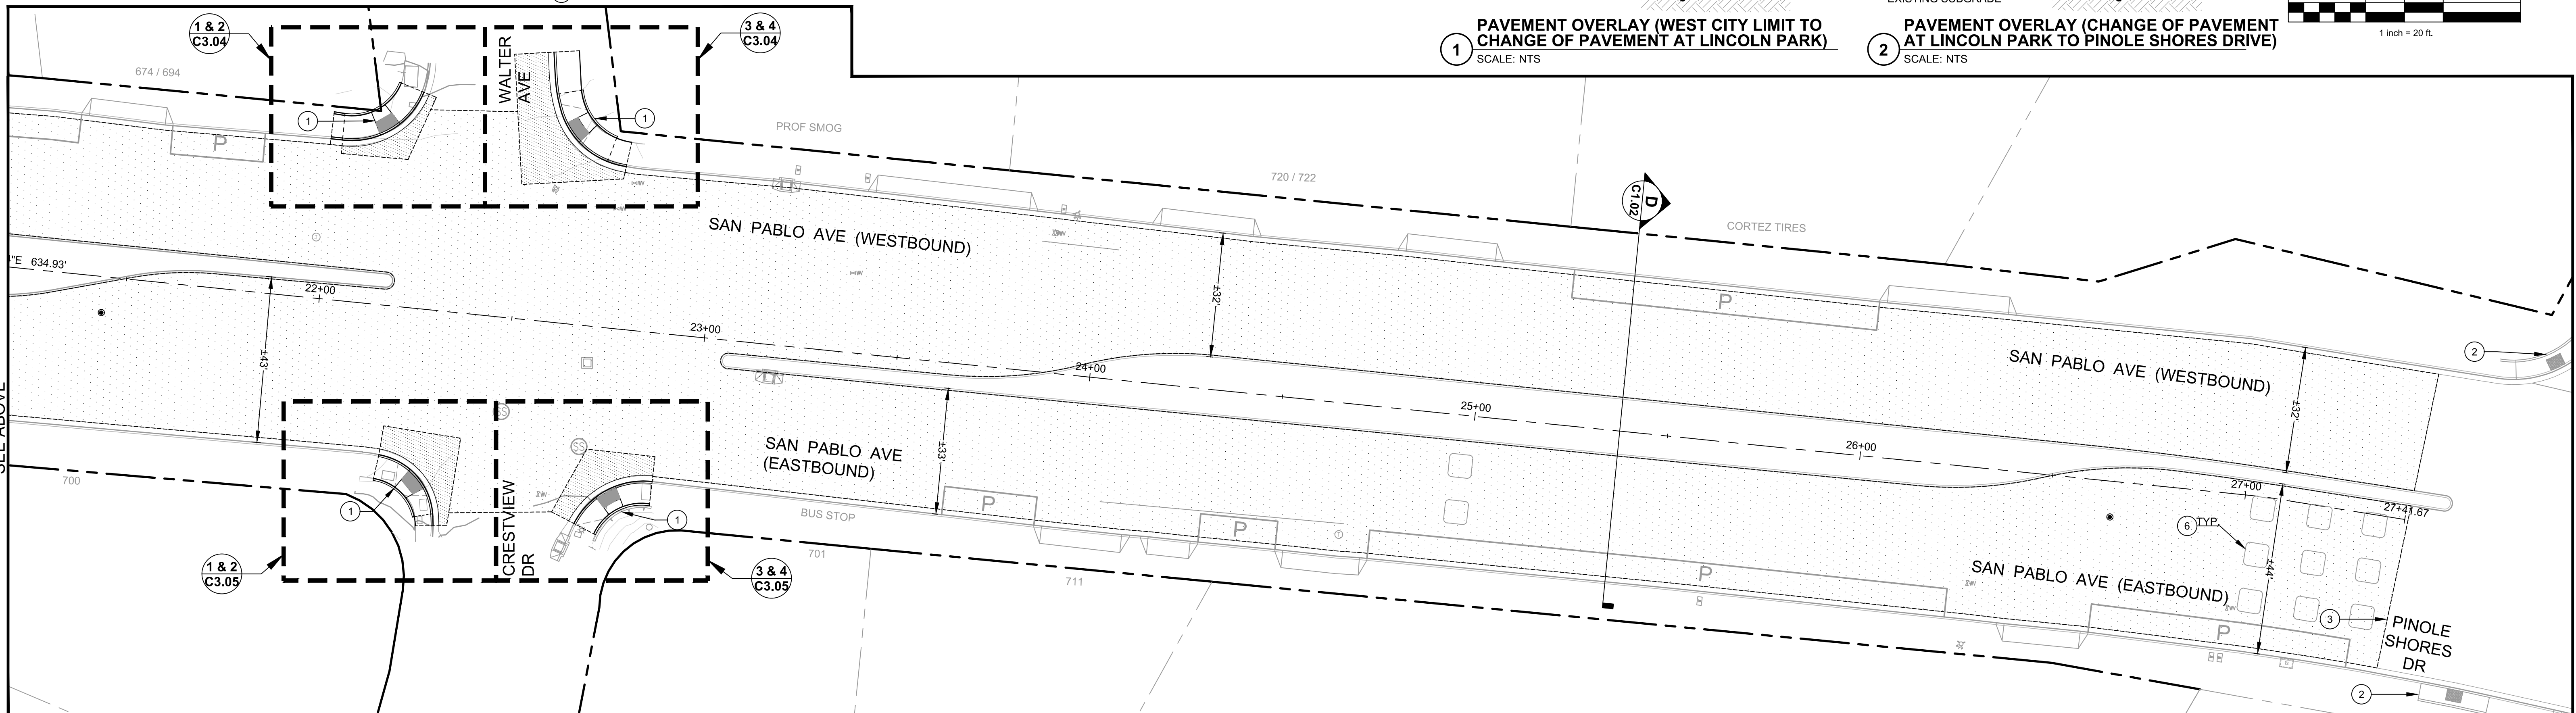 EXISTING SUBGRADE
1
PAVEMENT OVERLAY (WEST CITY LIMIT TO
CHANGE OF PAVEMENT AT LINCOLN PARK)
SCALE: NTS
2
PAVEMENT OVERLAY (CHANGE OF PAVEMENT
AT LINCOLN PARK TO PINOLE SHORES DRIVE)
SCALE: NTS
1 inch = 20 ft.
1 & 2
C3.04
3 & 4
C3.04
WALTER
AVE
674 / 694
P
1
1
PROF SMOG
720 / 722
D
C1.02
CORTEZ TIRES
SAN PABLO AVE (WESTBOUND)
"E 634.93'
22+00
23+00
24+00
25+00
26+00
27+00
27+41.67
±43'
±32'
±33'
P
SAN PABLO AVE (WESTBOUND)
±32'
2
SEE ABOVE
SS
SS
SAN PABLO AVE
(EASTBOUND)
700
1
1
CRESTVIEW
DR
1 & 2
C3.05
3 & 4
C3.05
BUS STOP
701
711
P
P
P
SAN PABLO AVE (EASTBOUND)
6
TYP.
±44'
P
3
PINOLE
SHORES
DR
2